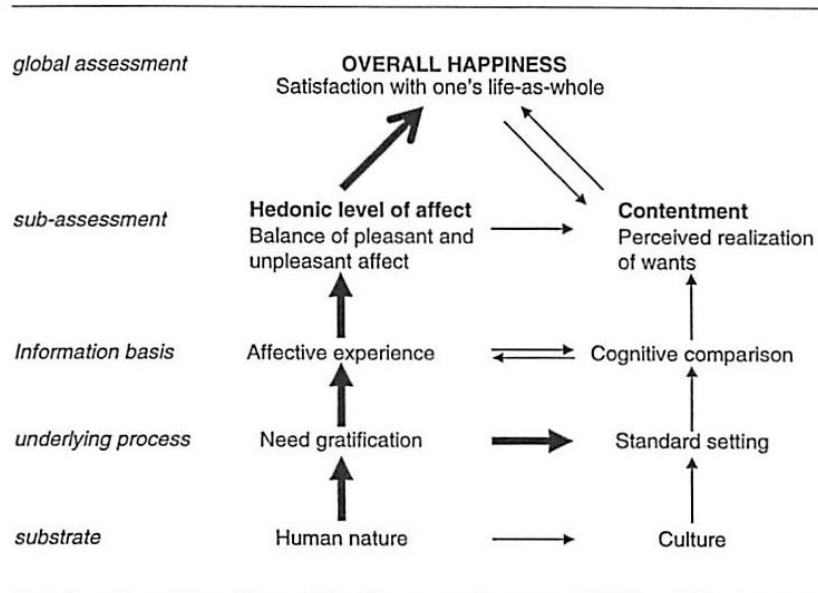 global assessment
OVERALL HAPPINESS
Satisfaction with one's life-as-whole
sub-assessment
Hedonic level of affect
Balance of pleasant and
unpleasant affect
Contentment
Perceived realization
of wants
Information basis
Affective experience
Cognitive comparison
underlying process
Need gratification
Standard setting
substrate
Human nature
Culture